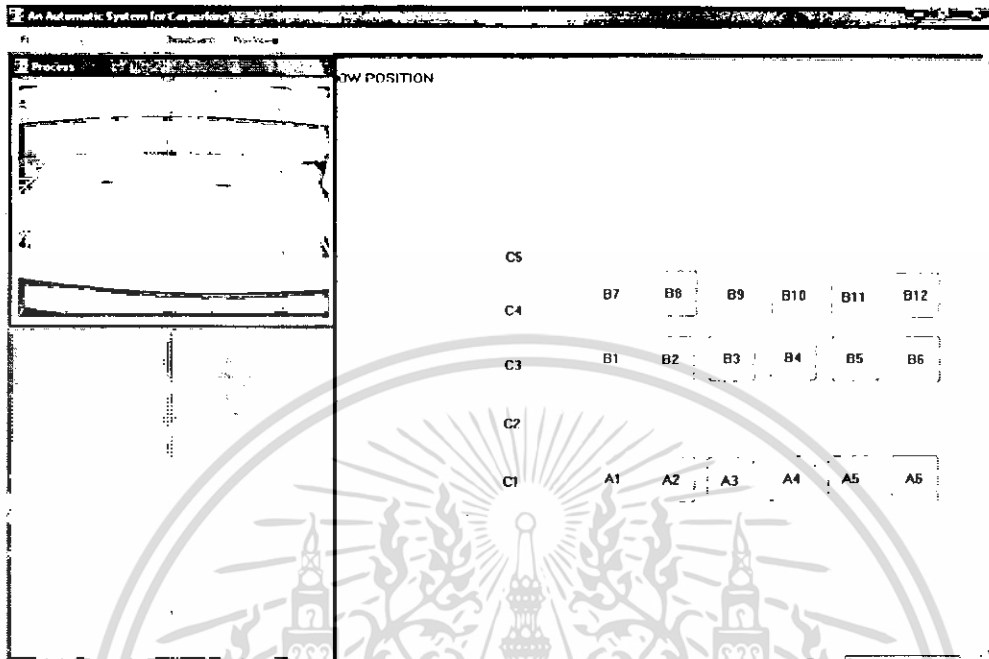 An Automatic System for Carparking
Process
OW POSITION
C5
B7 B8 B9 B10 B11 B12
C4
B1 B2 B3 B4 B5 B6
C3
C2
C1 A1 A2 A3 A4 A5 A6